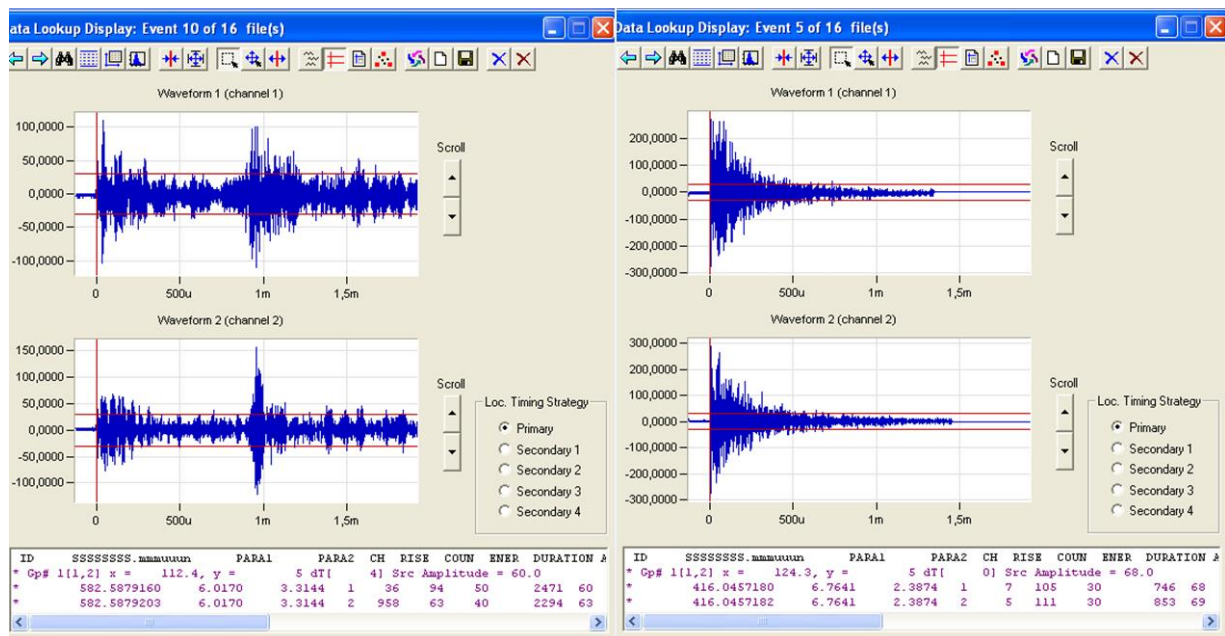 Data Lookup Display: Event 10 of 16 file(s)
Waveform 1 (channel 1)
100,0000
50,0000
0,0000
-50,0000
-100,0000
0 500u 1m 1,5m
Scroll
Waveform 2 (channel 2)
150,0000
100,0000
50,0000
0,0000
-50,0000
-100,0000
0 500u 1m 1,5m
Scroll
Loc. Timing Strategy
Primary
Secondary 1
Secondary 2
Secondary 3
Secondary 4
ID SSSSSSSS.mmmuuun PARA1 PARA2 CH RISE COUN ENER DURATION A
* Gp# 1[1,2] x = 112.4, y = 5 dT[ 4] Src Amplitude = 60.0
* 582.5879160 6.0170 3.3144 1 36 94 50 2471 60
* 582.5879203 6.0170 3.3144 2 958 63 40 2294 63
Data Lookup Display: Event 5 of 16 file(s)
Waveform 1 (channel 1)
200,0000
100,0000
0,0000
-100,0000
-200,0000
-300,0000
0 500u 1m 1,5m
Scroll
Waveform 2 (channel 2)
300,0000
200,0000
100,0000
0,0000
-100,0000
-200,0000
-300,0000
0 500u 1m 1,5m
Scroll
Loc. Timing Strategy
Primary
Secondary 1
Secondary 2
Secondary 3
Secondary 4
ID SSSSSSSS.mmmuuun PARA1 PARA2 CH RISE COUN ENER DURATION A
* Gp# 1[1,2] x = 124.3, y = 5 dT[ 0] Src Amplitude = 68.0
* 416.0457180 6.7641 2.3874 1 7 105 30 746 68
* 416.0457182 6.7641 2.3874 2 5 111 30 853 69